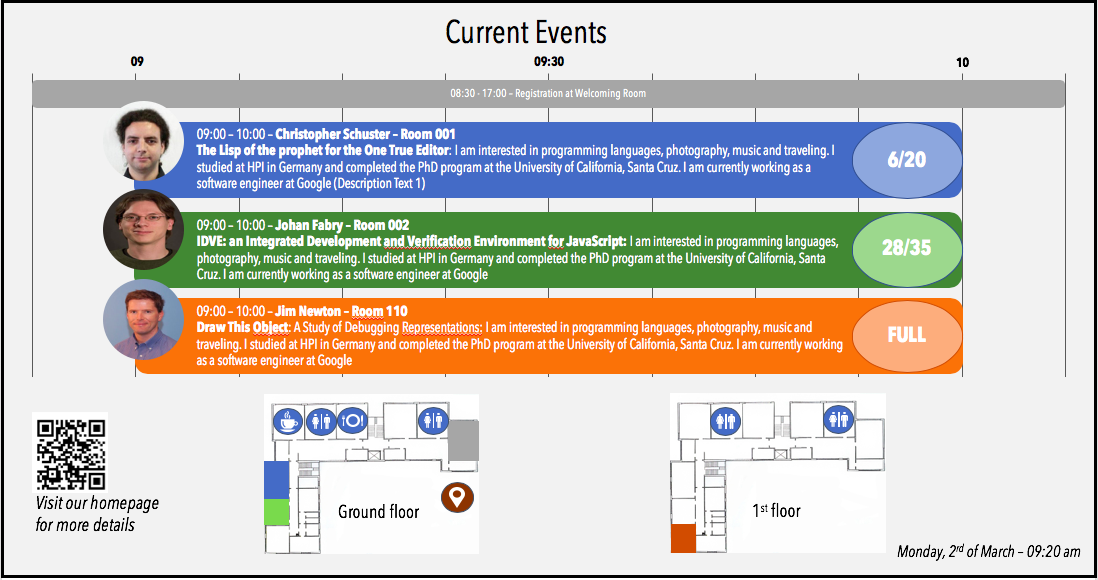 Current Events
09 09:30 10
08:30 - 17:00 – Registration at Welcoming Room
09:00 – 10:00 – Christopher Schuster – Room 001
The Lisp of the prophet for the One True Editor: I am interested in programming languages, photography, music and traveling. I
studied at HPI in Germany and completed the PhD program at the University of California, Santa Cruz. I am currently working as a
software engineer at Google (Description Text 1)
6/20
09:00 – 10:00 – Johan Fabry – Room 002
IDVE: an Integrated Development and Verification Environment for JavaScript: I am interested in programming languages,
photography, music and traveling. I studied at HPI in Germany and completed the PhD program at the University of California, Santa
Cruz. I am currently working as a software engineer at Google
28/35
09:00 – 10:00 – Jim Newton – Room 110
Draw This Object: A Study of Debugging Representations: I am interested in programming languages, photography, music and
traveling. I studied at HPI in Germany and completed the PhD program at the University of California, Santa Cruz. I am currently working
as a software engineer at Google
FULL
Visit our homepage
for more details
Ground floor
1st floor
Monday, 2rd of March – 09:20 am